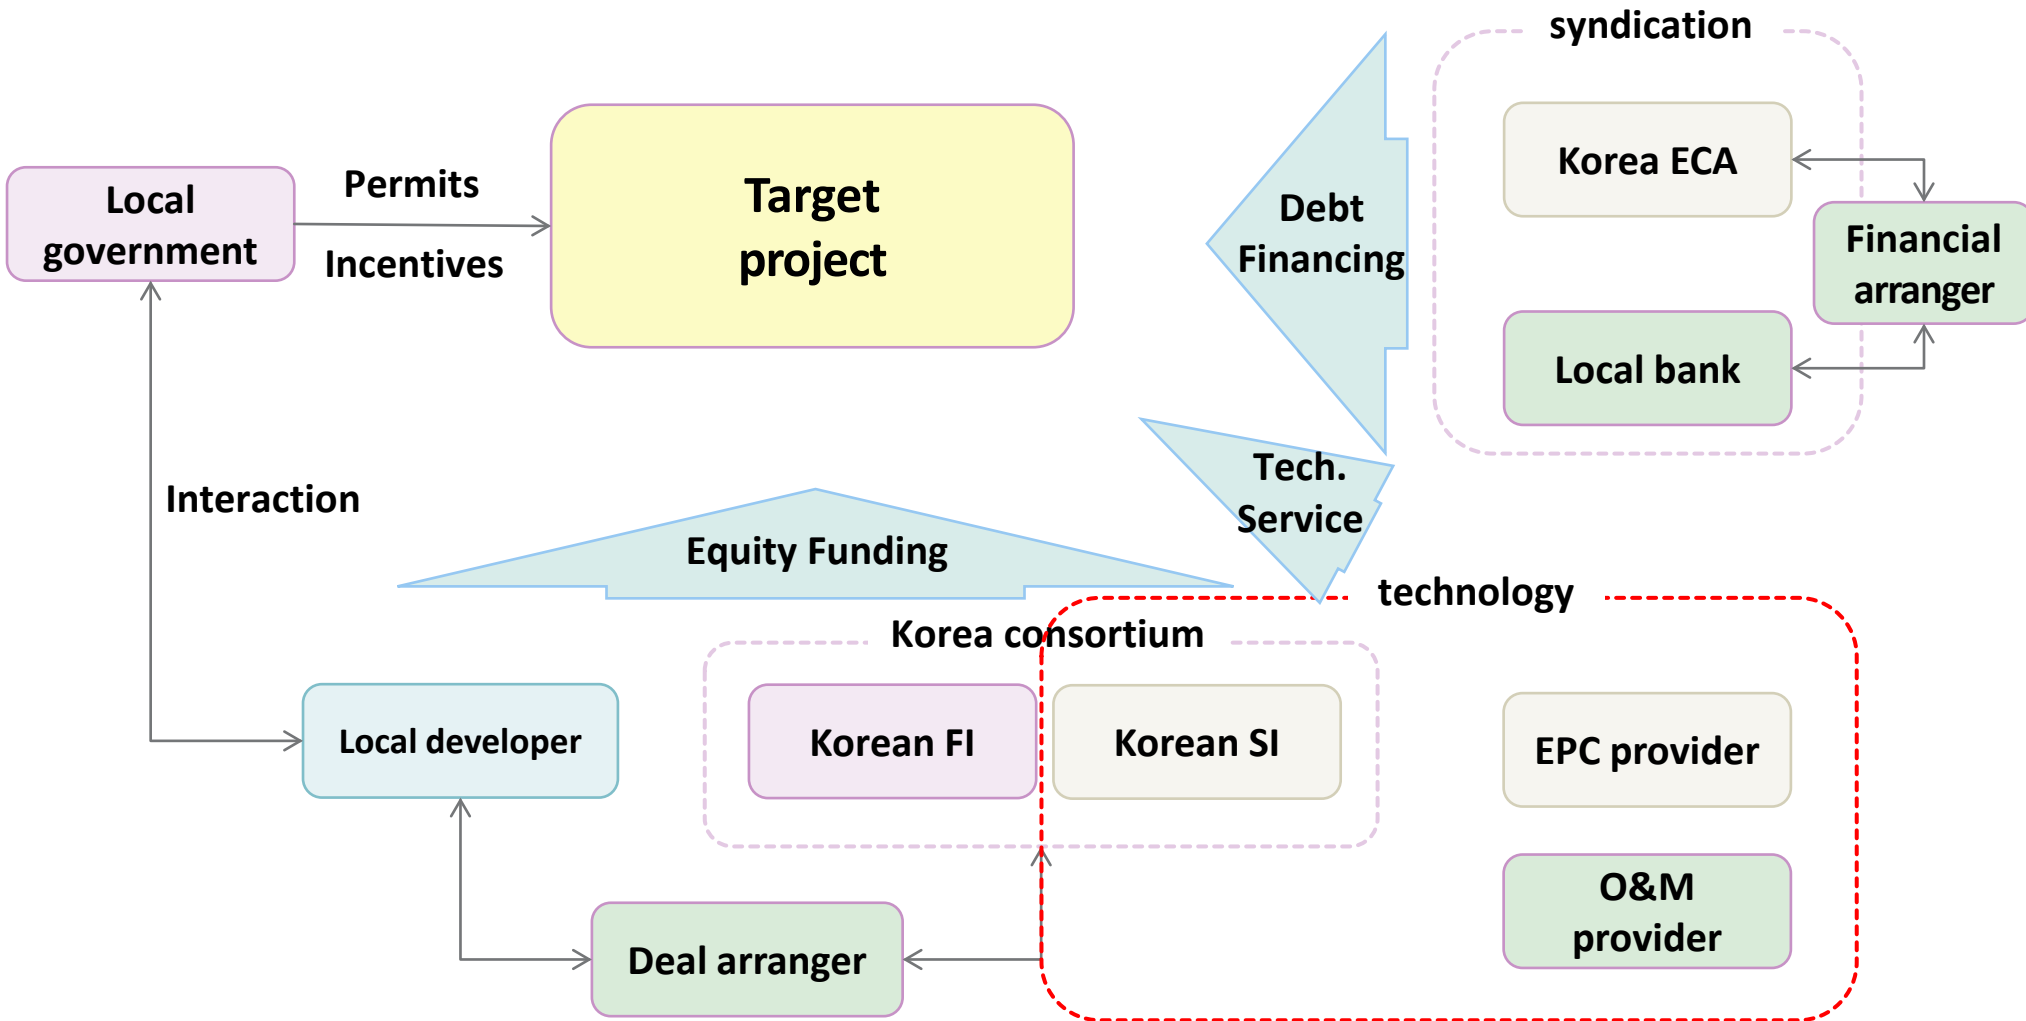 syndication
Korea ECA
Local
government
Permits
Incentives
Target
project
Debt
Financing
Financial
arranger
Local bank
Interaction
Tech.
Service
Equity Funding
technology
Korea consortium
Local developer
Korean FI
Korean SI
EPC provider
O&M
provider
Deal arranger